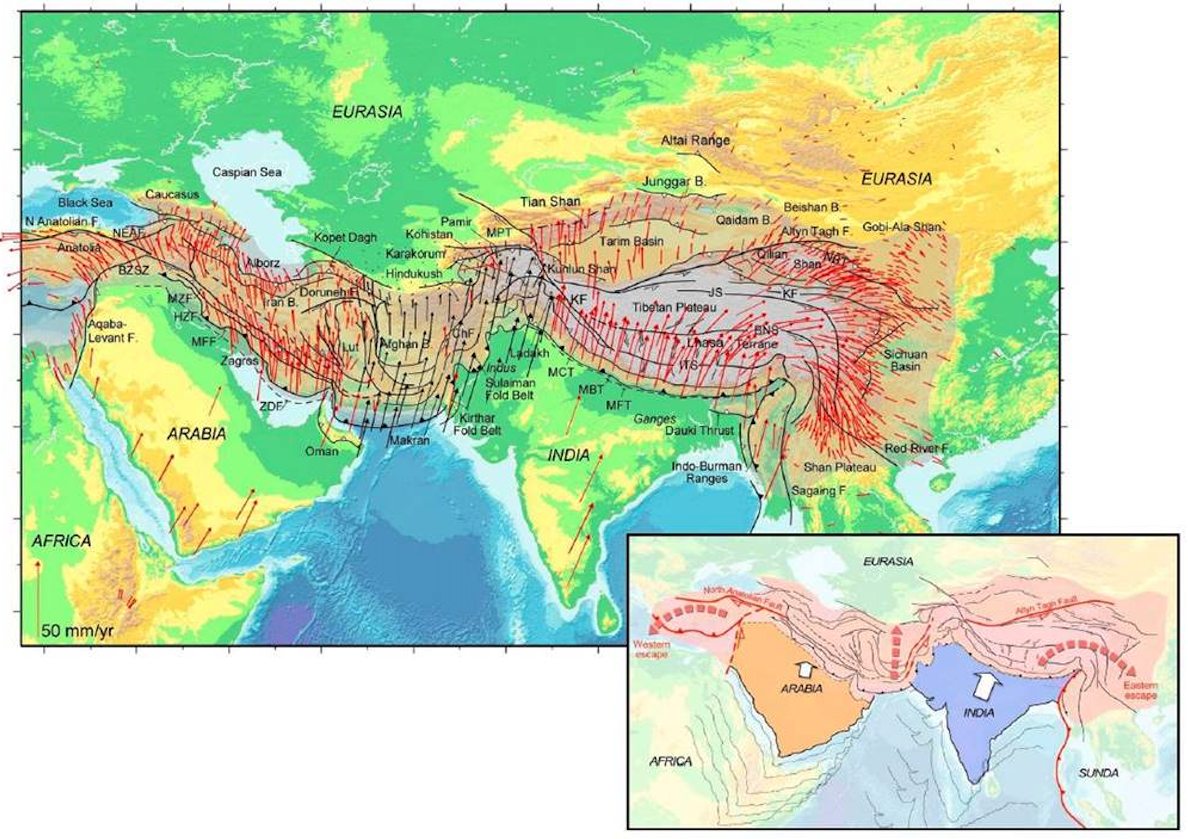 EURASIA
Altai Range
Caspian Sea
Junggar B.
EURASIA
Caucasus
Black Sea
Tian Shan
Beishan B.
Qaidam B.
N Anatolian F.
NEAF
Pamir
MPT
Altyn Tagh F.
Gobi-Ala Shan
Kohistan
Kopet Dagh
Tarim Basin
Anatolia
Karakorum
Qilian
Shan
Alborz
BZSZ
Hindukush
Kunlun Shan
Iran B.
Doruneh F.
JS
KF
MZF
KF
Tibetan Plateau
HZF
Aqaba-
Levant F.
ChF
BNS
MFF
Lut
Afghan B.
Lhasa Terrane
Ladakh
Sichuan
Basin
Zagros
Indus
ITS
MCT
Sulaiman
Fold Belt
MBT
ZDF
MFT
Kirthar
Fold Belt
Ganges
Dauki Thrust
ARABIA
Makran
Oman
INDIA
Red River F.
Indo-Burman
Ranges
Shan Plateau
Sagaing F.
AFRICA
50 mm/yr
EURASIA
North Anatolian Fault
Altyn Tagh Fault
Western
escape
Eastern
escape
ARABIA
INDIA
AFRICA
SUNDA